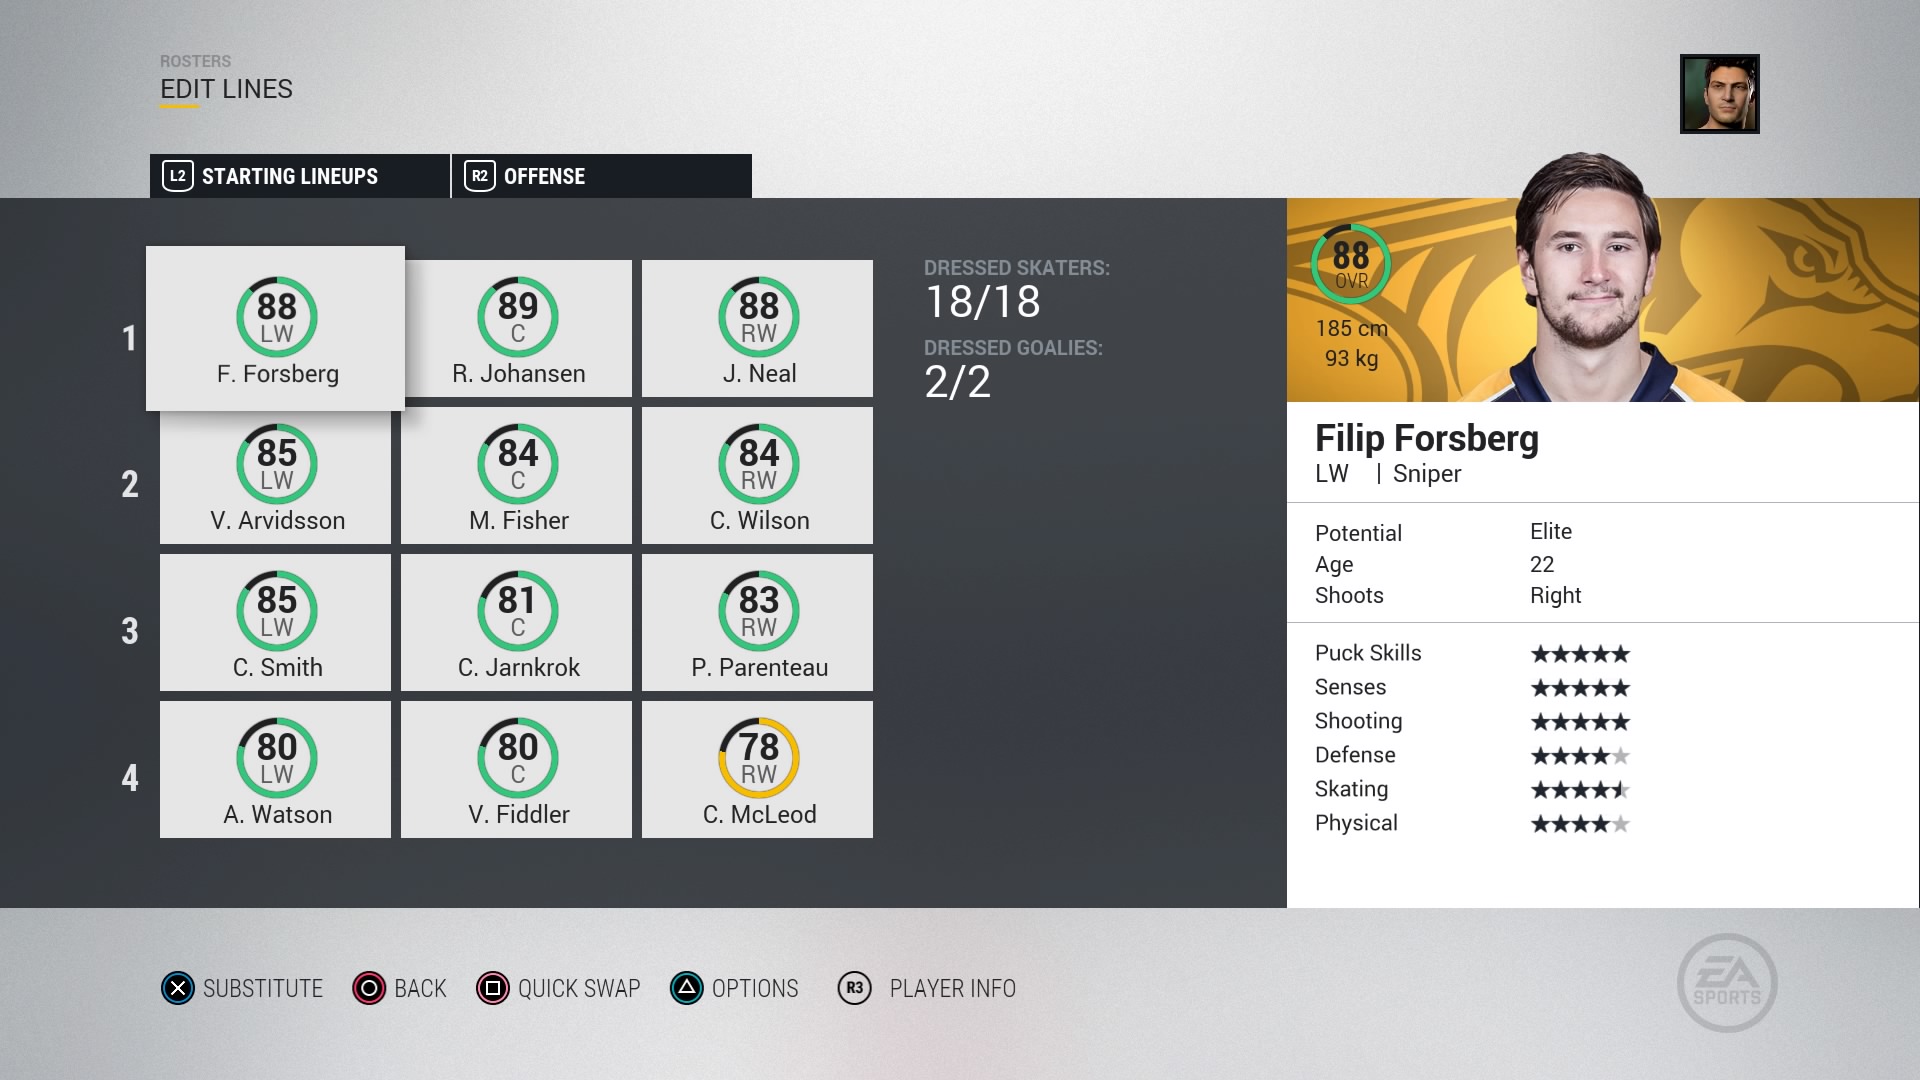 ROSTERS
EDIT LINES
L2 STARTING LINEUPS
R2 OFFENSE
1
88
LW
F. Forsberg
89
C
R. Johansen
88
RW
J. Neal
2
85
LW
V. Arvidsson
84
C
M. Fisher
84
RW
C. Wilson
3
85
LW
C. Smith
81
C
C. Jarnkrok
83
RW
P. Parenteau
4
80
LW
A. Watson
80
C
V. Fiddler
78
RW
C. McLeod
DRESSED SKATERS:
18/18
DRESSED GOALIES:
2/2
88
OVR
185 cm
93 kg
Filip Forsberg
LW | Sniper
Potential Elite
Age 22
Shoots Right
Puck Skills
Senses
Shooting
Defense
Skating
Physical
SUBSTITUTE BACK QUICK SWAP OPTIONS R3 PLAYER INFO
EA
SPORTS